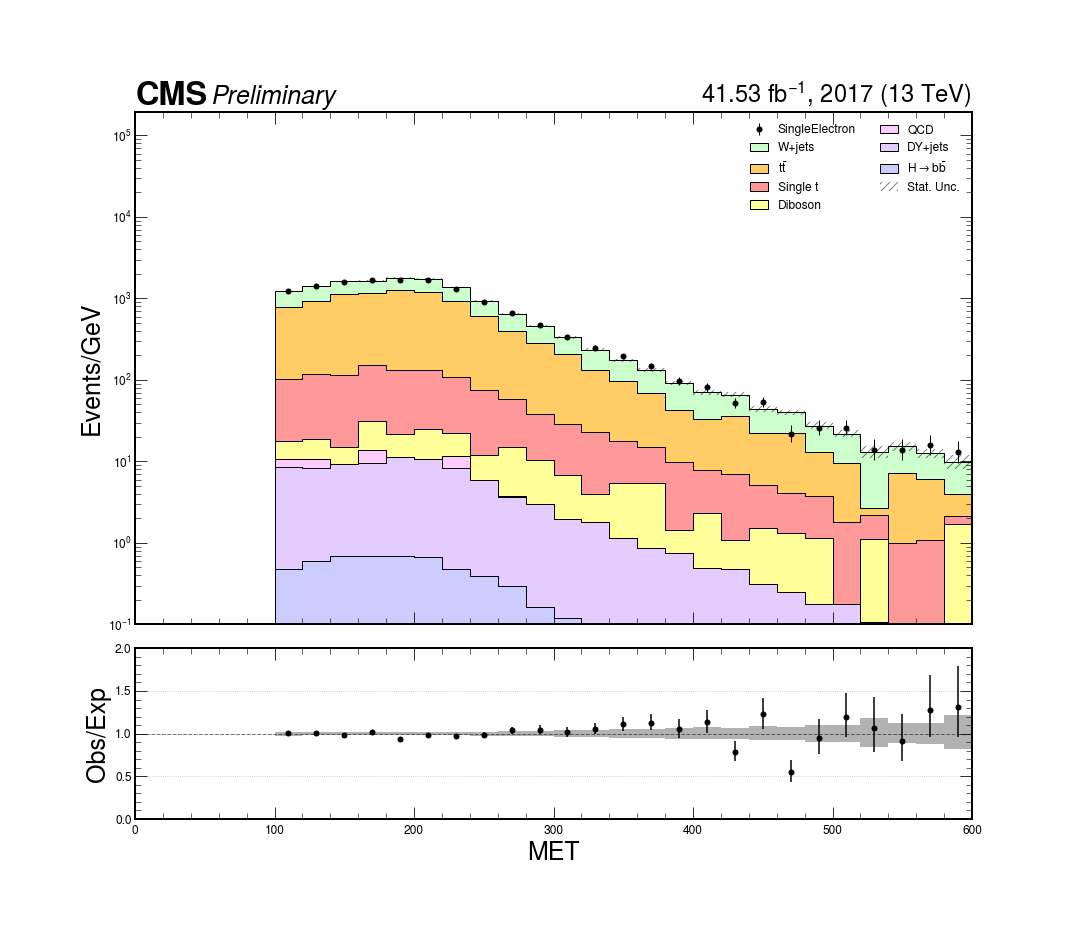 CMS Preliminary 41.53 fb⁻¹, 2017 (13 TeV)
SingleElectron QCD
W+jets DY+jets
tt̄ H→bb̄
Single t Stat. Unc.
Diboson
Events/GeV
10⁵
10⁴
10³
10²
10¹
10⁰
10⁻¹
Obs/Exp
2.0
1.5
1.0
0.5
0.0
0 100 200 300 400 500 600
MET